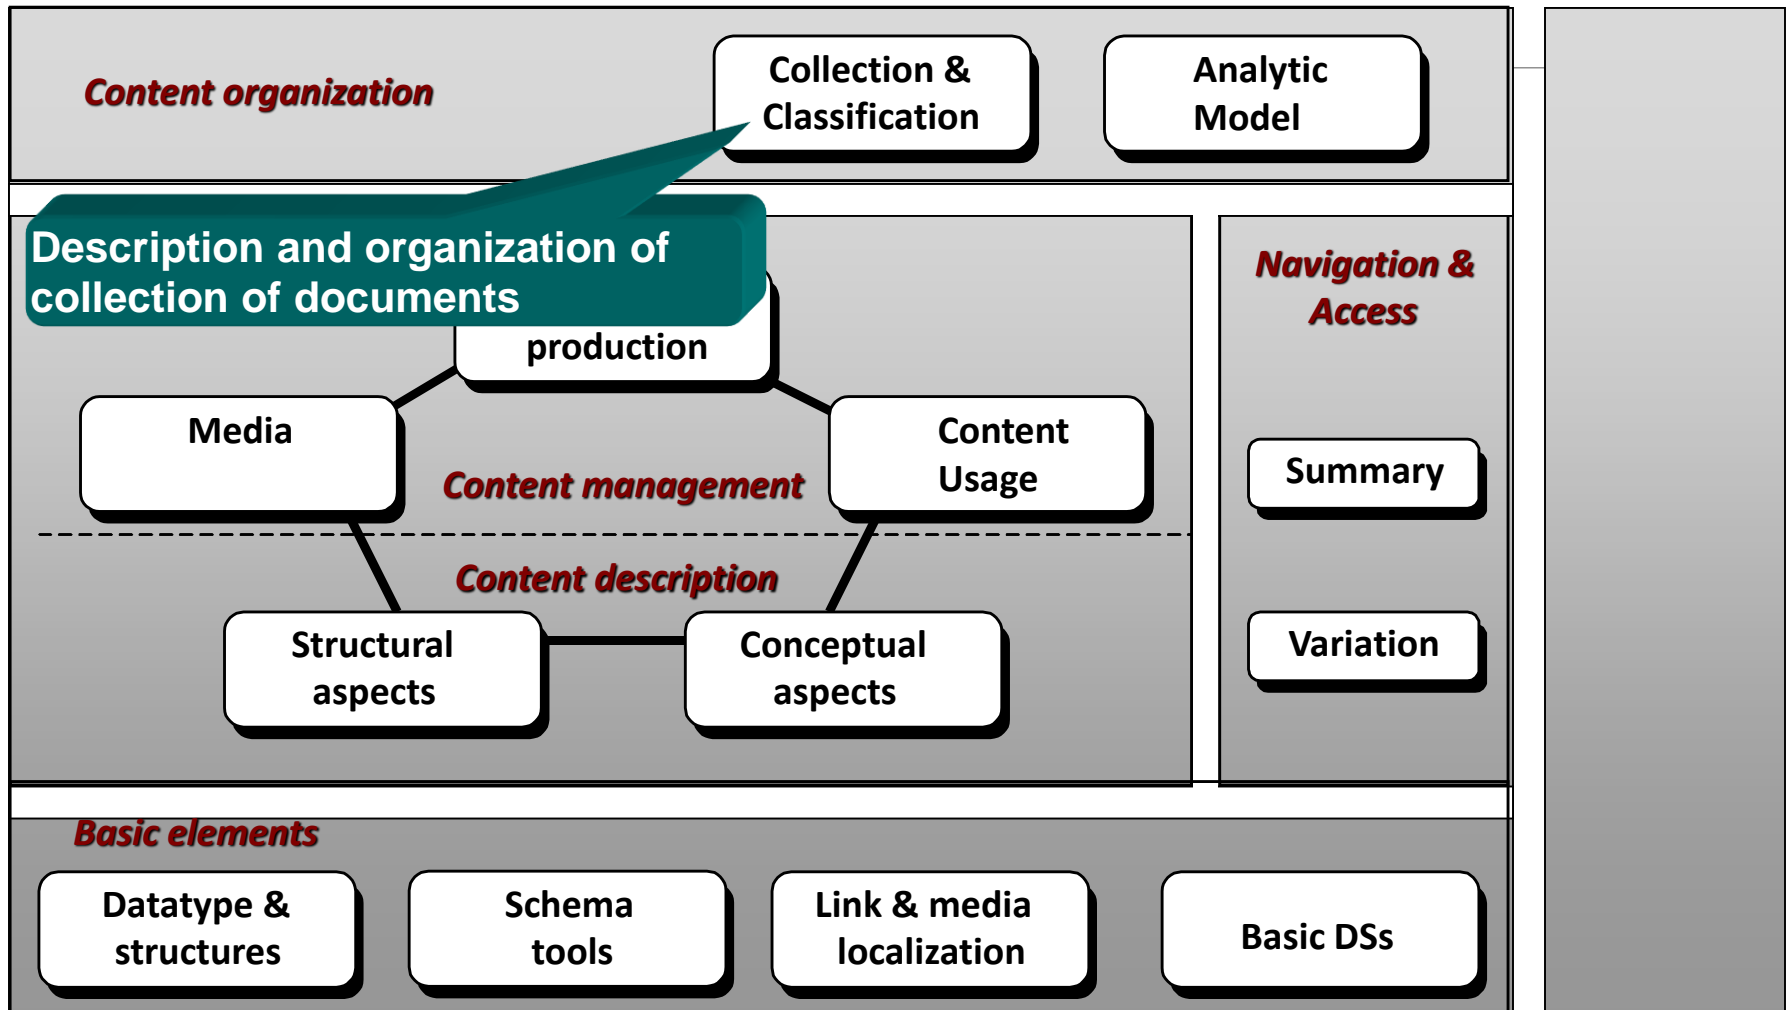 Content organization
Collection &
Classification
Analytic
Model
Description and organization of
collection of documents
production
Navigation &
Access
Media
Content
Usage
Content management
Summary
Content description
Structural
aspects
Conceptual
aspects
Variation
Basic elements
Datatype &
structures
Schema
tools
Link & media
localization
Basic DSs